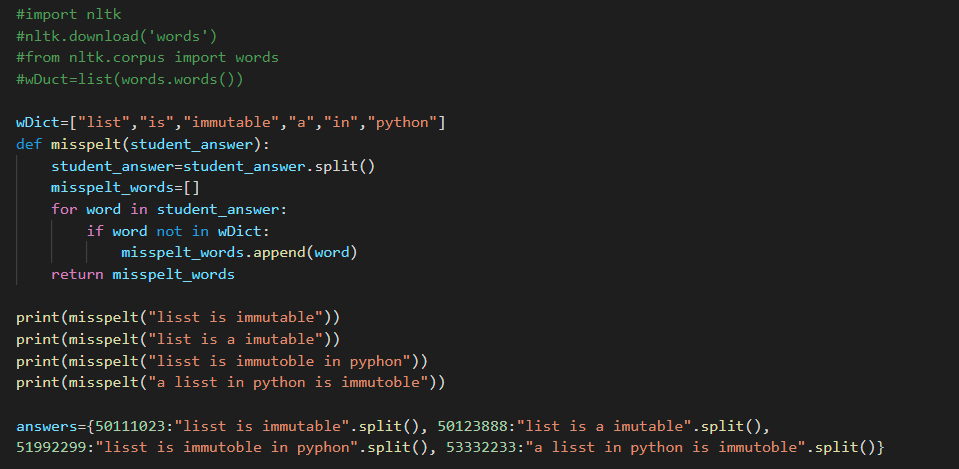 #import nltk
#nltk.download('words')
#from nltk.corpus import words
#wDuct=list(words.words())

wDict=["list","is","immutable","a","in","python"]
def misspelt(student_answer):
    student_answer=student_answer.split()
    misspelt_words=[]
    for word in student_answer:
        if word not in wDict:
            misspelt_words.append(word)
    return misspelt_words

print(misspelt("lisst is immutable"))
print(misspelt("list is a imutable"))
print(misspelt("lisst is immutoble in pyphon"))
print(misspelt("a lisst in python is immutoble"))

answers={50111023:"lisst is immutable".split(), 50123888:"list is a imutable".split(),
51992299:"lisst is immutoble in pyphon".split(), 53332233:"a lisst in python is immutoble".split()}